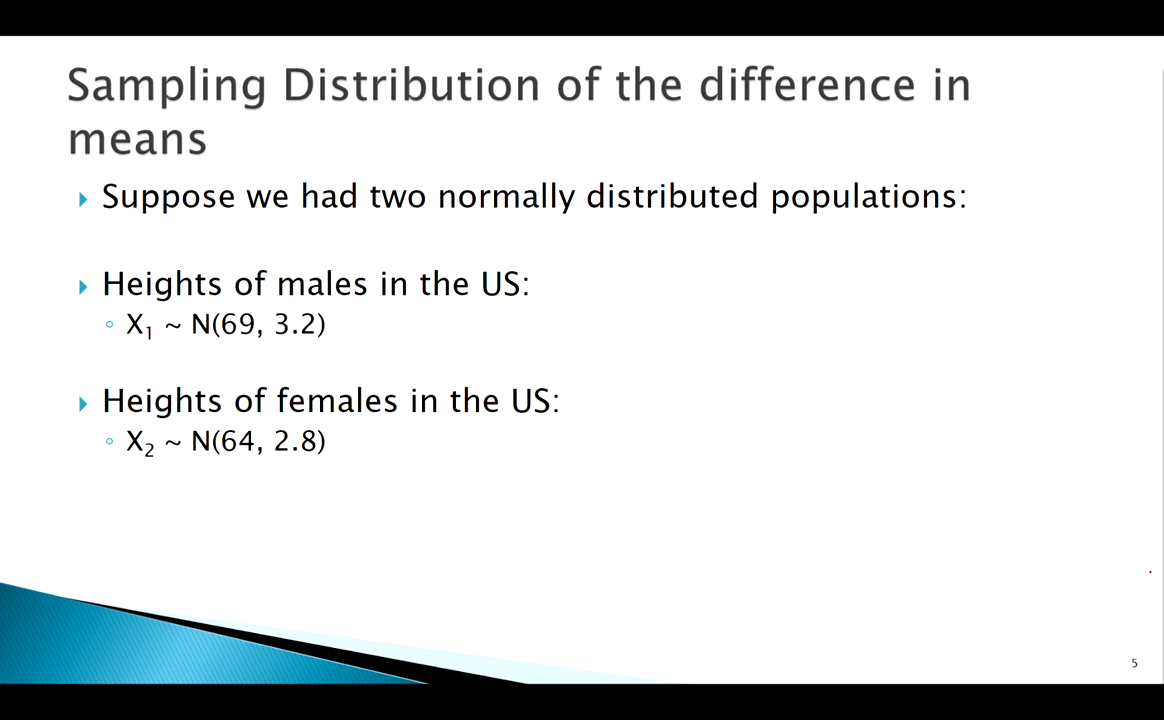 Sampling Distribution of the difference in
means
Suppose we had two normally distributed populations:
Heights of males in the US:
X₁ ~ N(69, 3.2)
Heights of females in the US:
X₂ ~ N(64, 2.8)
5